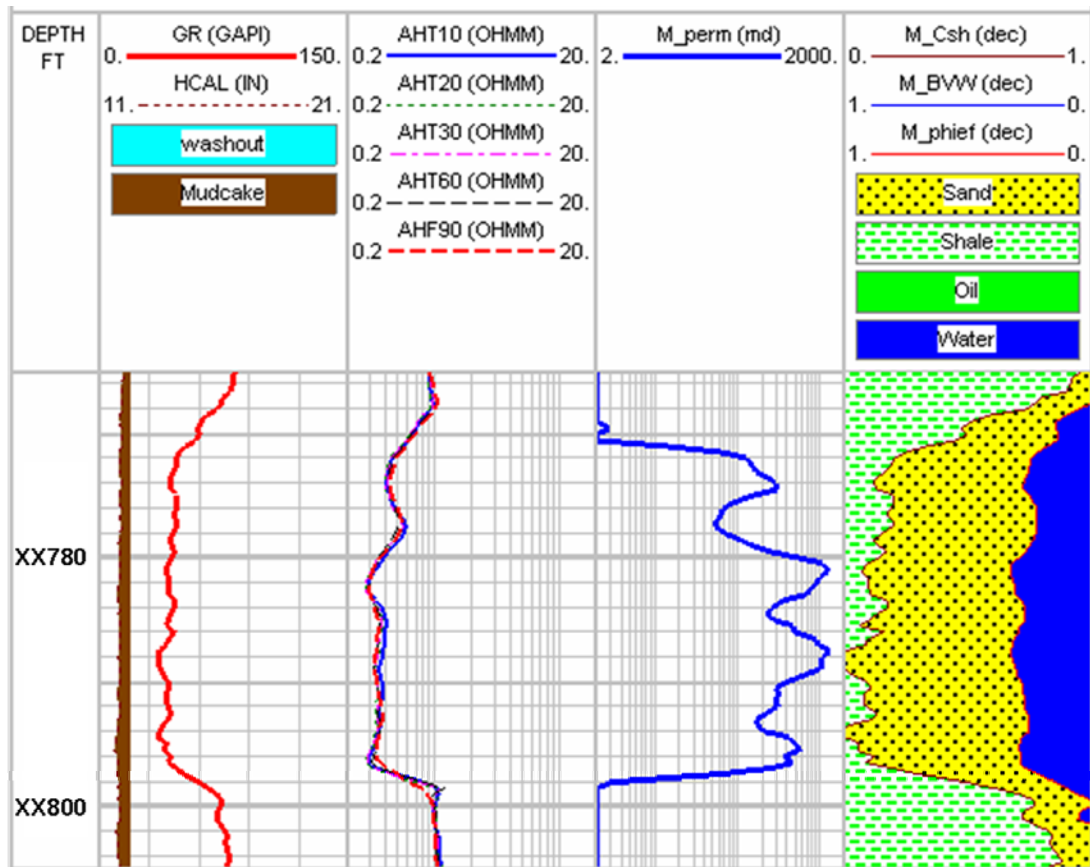 DEPTH
FT
GR (GAPI)
0. 150.
HCAL (IN)
11. 21.
washout
Mudcake
AHT10 (OHMM)
0.2 20.
AHT20 (OHMM)
0.2 20.
AHT30 (OHMM)
0.2 20.
AHT60 (OHMM)
0.2 20.
AHF90 (OHMM)
0.2 20.
M_perm (md)
2. 2000.
M_Csh (dec)
0. 1.
M_BVW (dec)
1. 0.
M_phief (dec)
1. 0.
Sand
Shale
Oil
Water
XX780
XX800